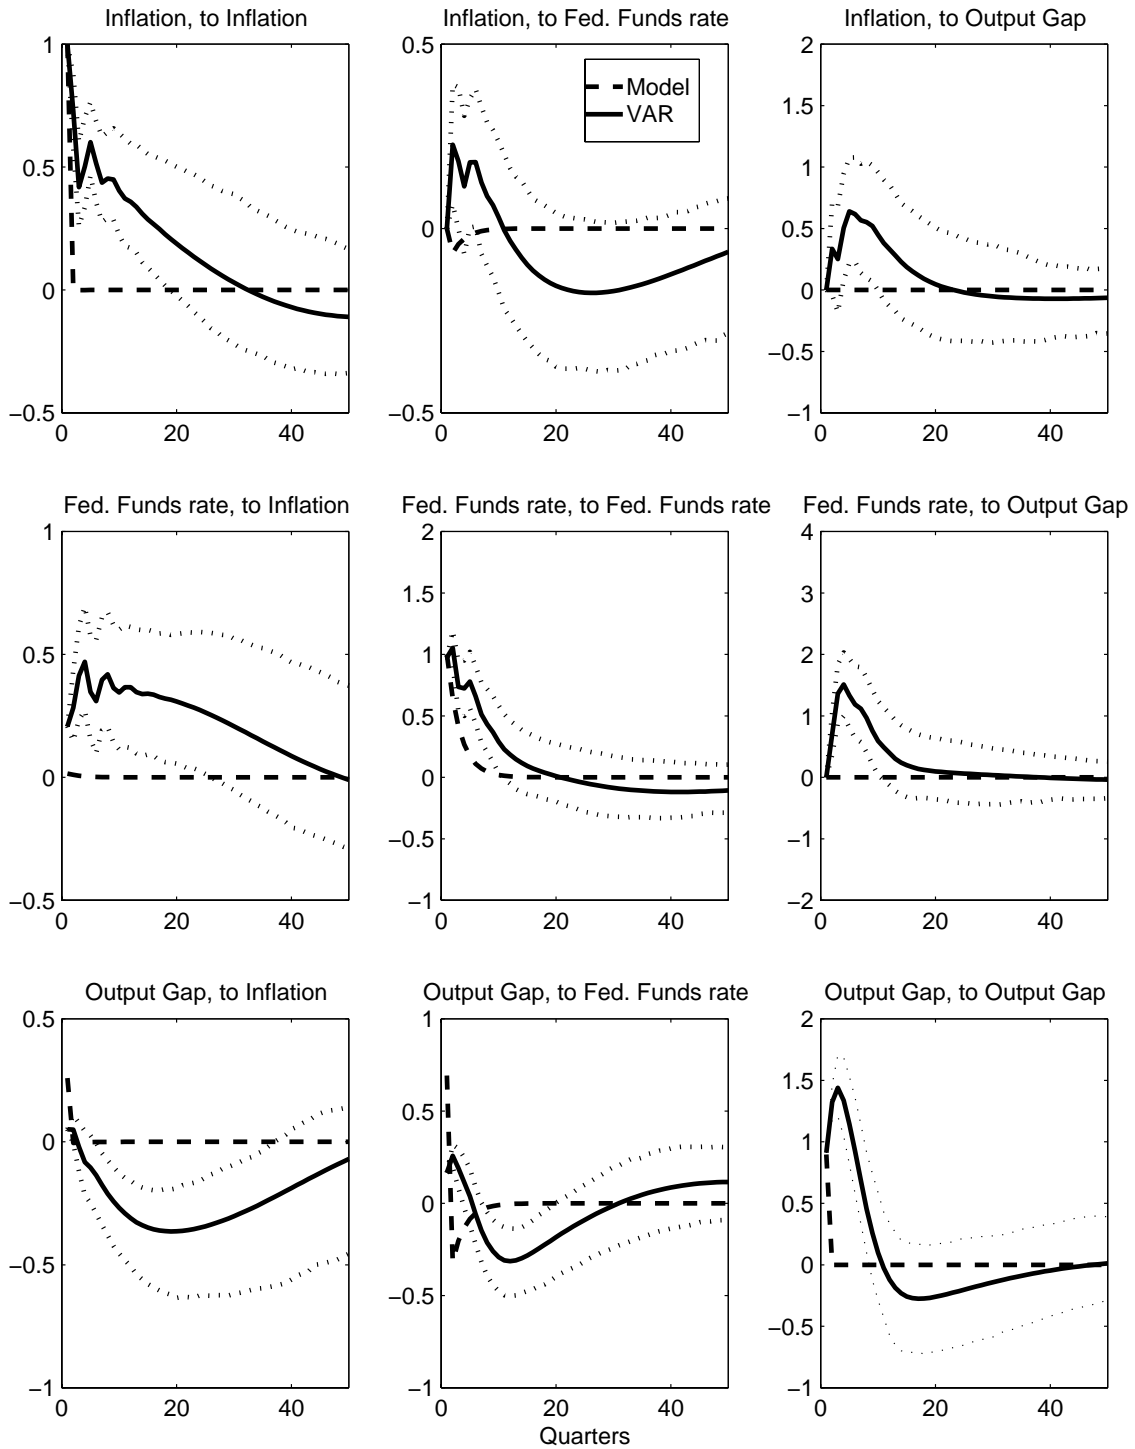 Inflation, to Inflation
Inflation, to Fed. Funds rate
Inflation, to Output Gap
1
0.5
0
−0.5
0 20 40
0.5
0
−0.5
0 20 40
Model
VAR
2
1.5
1
0.5
0
−0.5
−1
0 20 40
Fed. Funds rate, to Inflation
Fed. Funds rate, to Fed. Funds rate
Fed. Funds rate, to Output Gap
1
0.5
0
−0.5
0 20 40
2
1.5
1
0.5
0
−0.5
−1
0 20 40
4
3
2
1
0
−1
−2
0 20 40
Output Gap, to Inflation
Output Gap, to Fed. Funds rate
Output Gap, to Output Gap
0.5
0
−0.5
−1
0 20 40
1
0.5
0
−0.5
−1
0 20 40
Quarters
2
1.5
1
0.5
0
−0.5
−1
0 20 40